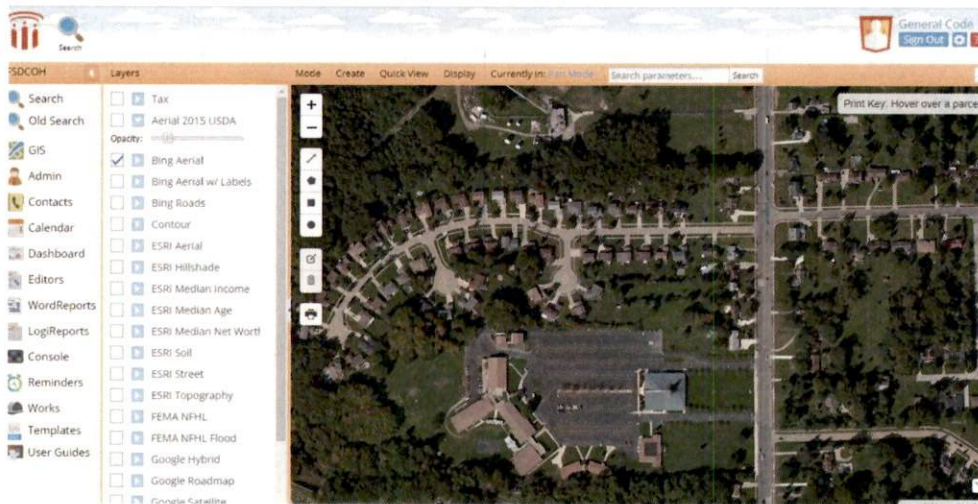 General Code
Search
Sign Out
SDCOH
Layers
Mode Create Quick View Display Currently in: Pan Mode Search parameters... Search
Search
Old Search
GIS
Admin
Contacts
Calendar
Dashboard
Editors
WordReports
LogiReports
Console
Reminders
Works
Templates
User Guides
Tax
Aerial 2015 USDA
Opacity:
Bing Aerial
Bing Aerial w/ Labels
Bing Roads
Contour
ESRI Aerial
ESRI Hillshade
ESRI Median Income
ESRI Median Age
ESRI Median Net Worth
ESRI Soil
ESRI Street
ESRI Topography
FEMA NFHL
FEMA NFHL Flood
Google Hybrid
Google Roadmap
Google Satellite
+
−
Print Key: Hover over a parce